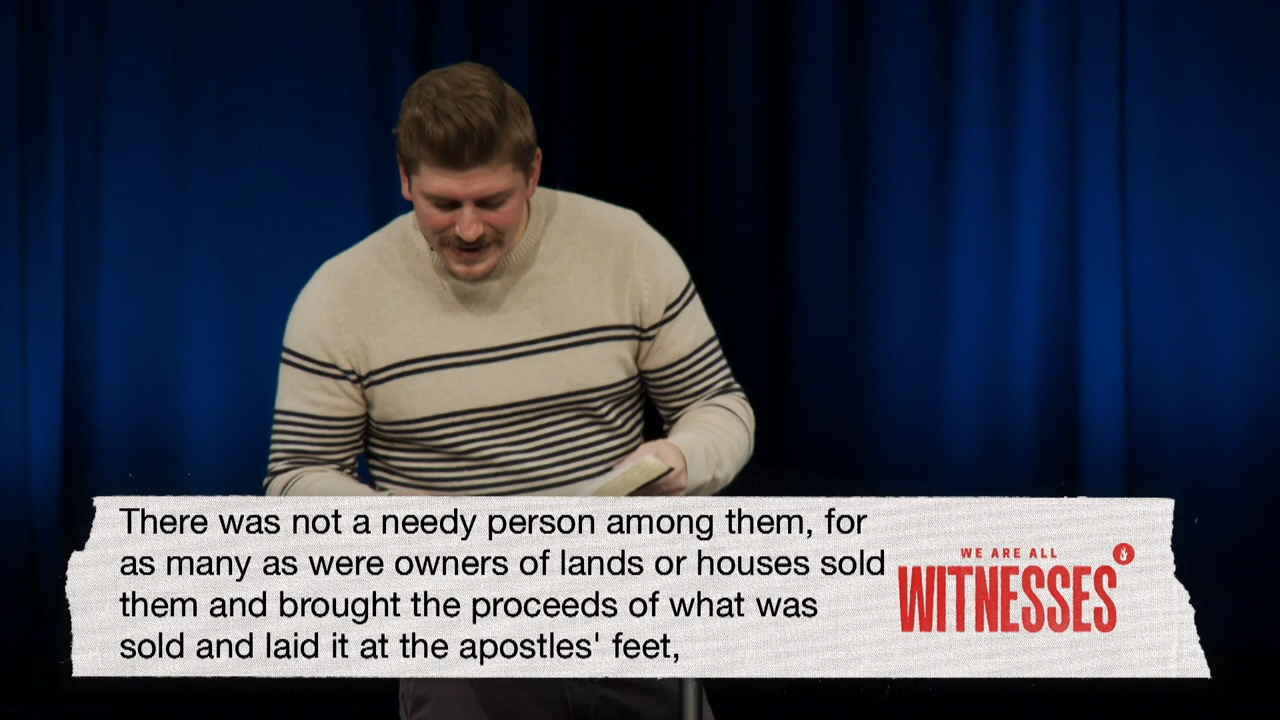 There was not a needy person among them, for
as many as were owners of lands or houses sold
them and brought the proceeds of what was
sold and laid it at the apostles' feet,
WE ARE ALL
WITNESSES